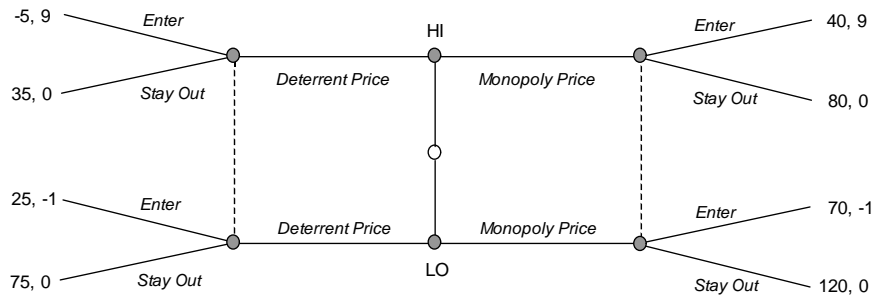 -5, 9
Enter
35, 0
Stay Out
Deterrent Price
HI
Monopoly Price
Enter
40, 9
Stay Out
80, 0
25, -1
Enter
75, 0
Stay Out
Deterrent Price
LO
Monopoly Price
Enter
70, -1
Stay Out
120, 0